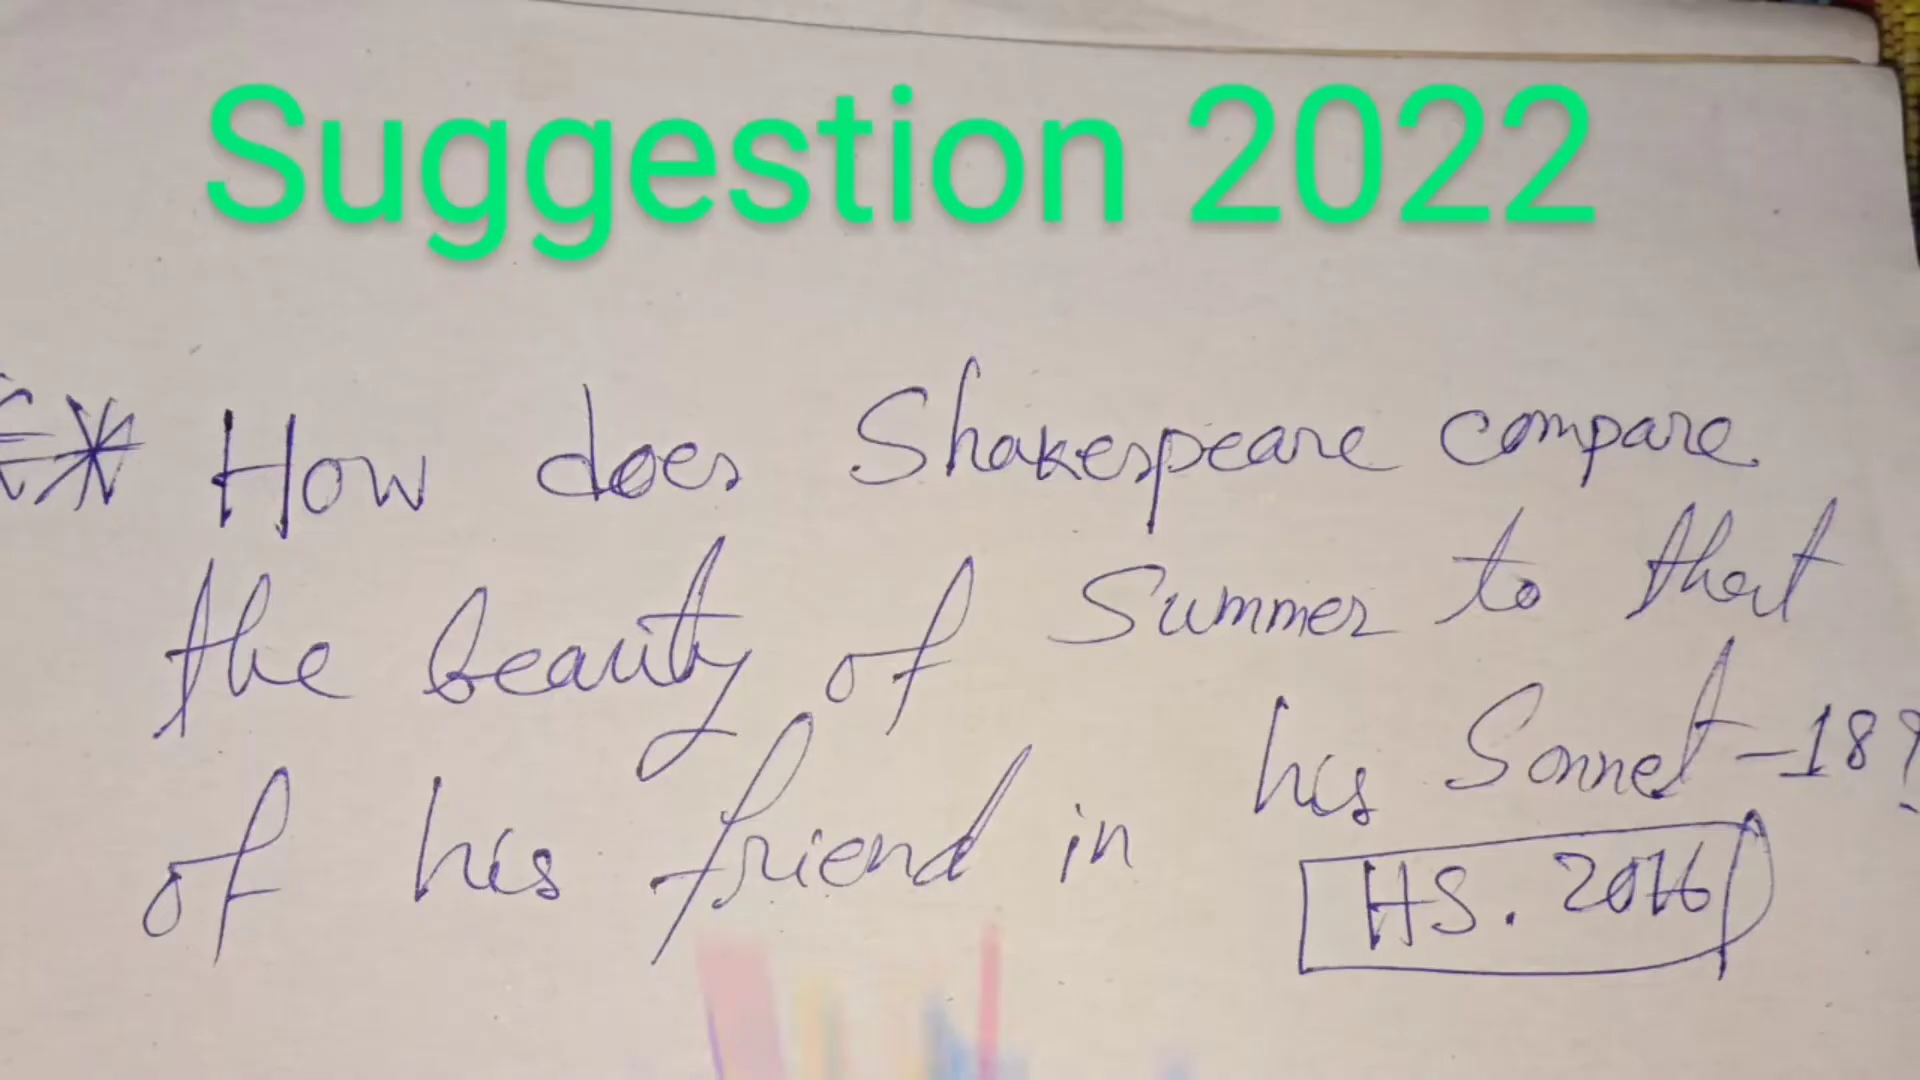 Suggestion 2022
* How does Shakespeare compare
the beauty of Summer to that
of his friend in his Sonnet-18?
HS. 2016